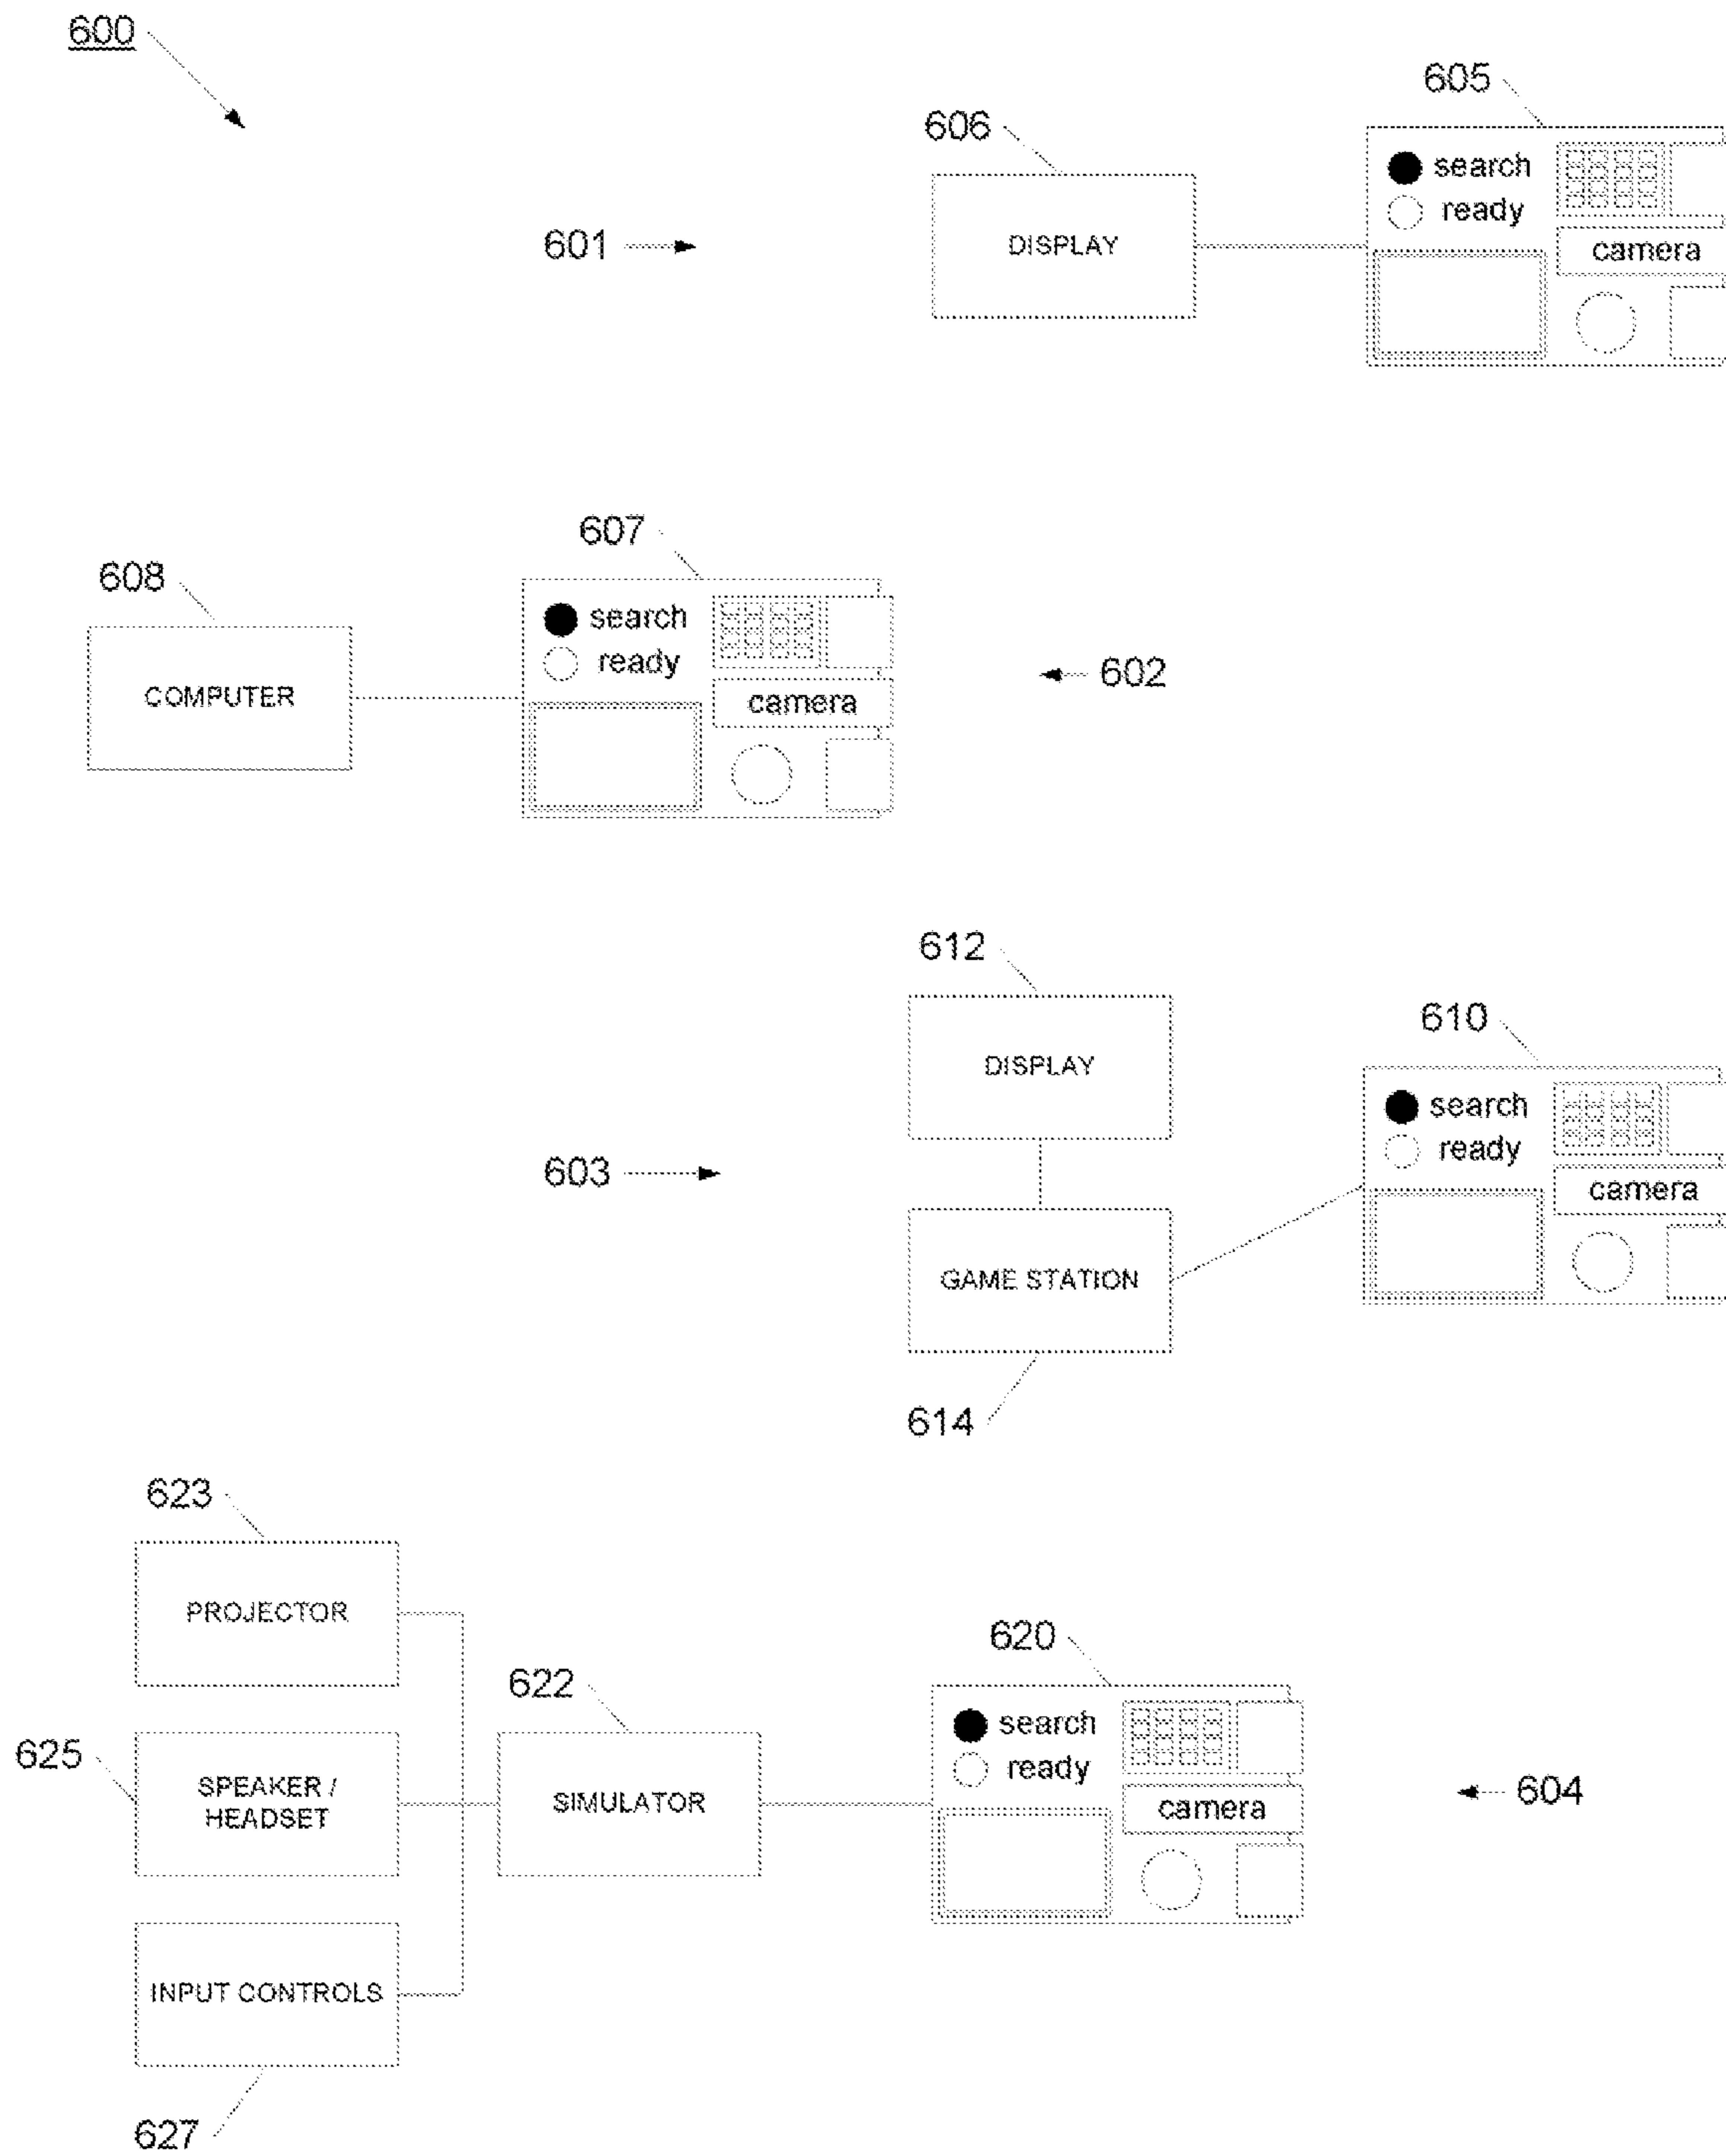 600
605
606
search
ready
601
DISPLAY
camera
607
608
search
ready
602
COMPUTER
camera
612
610
DISPLAY
search
ready
603
camera
GAME STATION
614
623
PROJECTOR
620
622
search
625
SPEAKER /
HEADSET
SIMULATOR
ready
604
camera
INPUT CONTROLS
627